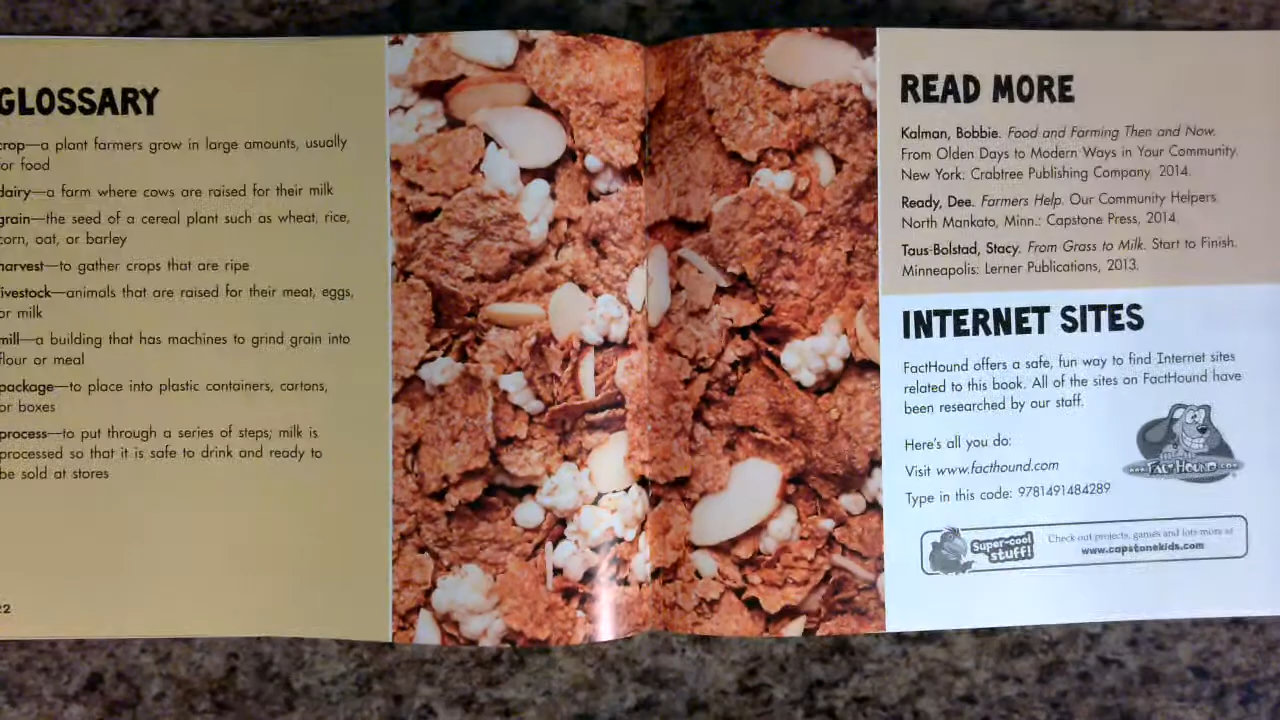 GLOSSARY
crop—a plant farmers grow in large amounts, usually
for food
dairy—a farm where cows are raised for their milk
grain—the seed of a cereal plant such as wheat, rice,
corn, oat, or barley
harvest—to gather crops that are ripe
livestock—animals that are raised for their meat, eggs,
or milk
mill—a building that has machines to grind grain into
flour or meal
package—to place into plastic containers, cartons,
or boxes
process—to put through a series of steps; milk is
processed so that it is safe to drink and ready to
be sold at stores
22
READ MORE
Kalman, Bobbie. Food and Farming Then and Now.
From Olden Days to Modern Ways in Your Community.
New York: Crabtree Publishing Company, 2014.
Ready, Dee. Farmers Help. Our Community Helpers.
North Mankato, Minn.: Capstone Press, 2014.
Taus-Bolstad, Stacy. From Grass to Milk. Start to Finish.
Minneapolis: Lerner Publications, 2013.
INTERNET SITES
FactHound offers a safe, fun way to find Internet sites
related to this book. All of the sites on FactHound have
been researched by our staff.
Here's all you do:
Visit www.facthound.com
Type in this code: 9781491484289
www.FACTHOUND.com
Super-cool
stuff!
Check out projects, games and lots more at
www.capstonekids.com